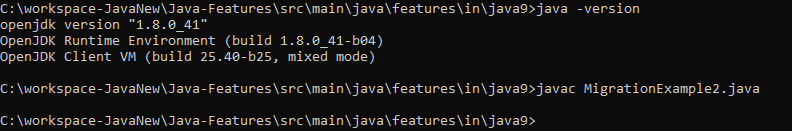 C:\workspace-JavaNew\Java-Features\src\main\java\features\in\java9>java -version
openjdk version "1.8.0_41"
OpenJDK Runtime Environment (build 1.8.0_41-b04)
OpenJDK Client VM (build 25.40-b25, mixed mode)
C:\workspace-JavaNew\Java-Features\src\main\java\features\in\java9>javac MigrationExample2.java
C:\workspace-JavaNew\Java-Features\src\main\java\features\in\java9>